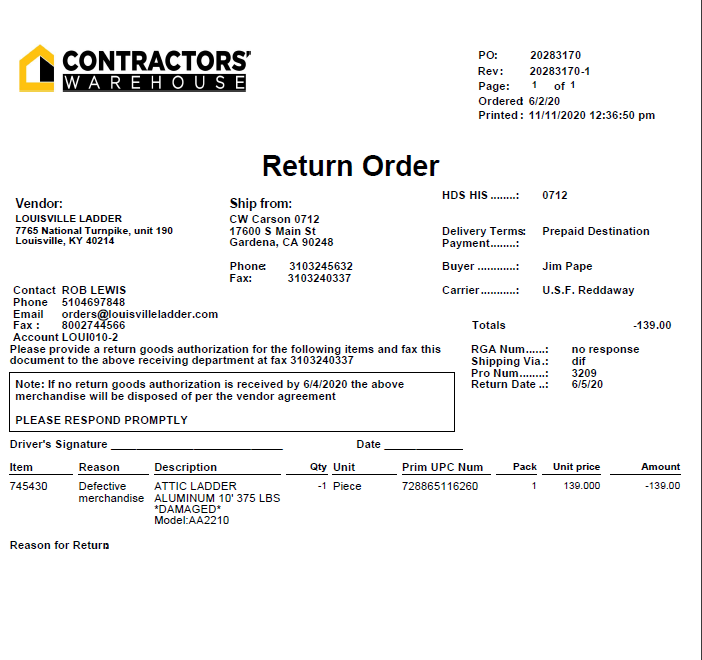 CONTRACTORS'
WAREHOUSE
PO: 20283170
Rev: 20283170-1
Page: 1 of 1
Ordered: 6/2/20
Printed: 11/11/2020 12:36:50 pm
Return Order
Vendor:
LOUISVILLE LADDER
7765 National Turnpike, unit 190
Louisville, KY 40214
Ship from:
CW Carson 0712
17600 S Main St
Gardena, CA 90248
Phone: 3103245632
Fax: 3103240337
HDS HIS ........: 0712
Delivery Terms: Prepaid Destination
Payment........:
Buyer ............: Jim Pape
Carrier...........: U.S.F. Reddaway
Contact ROB LEWIS
Phone 5104697848
Email orders@louisvilleladder.com
Fax : 8002744566
Account LOUI010-2
Totals -139.00
Please provide a return goods authorization for the following items and fax this
document to the above receiving department at fax 3103240337
RGA Num......: no response
Shipping Via.: dif
Pro Num........: 3209
Return Date ..: 6/5/20
Note: If no return goods authorization is received by 6/4/2020 the above
merchandise will be disposed of per the vendor agreement
PLEASE RESPOND PROMPTLY
Driver's Signature ____________________________ Date _____________
Item Reason Description Qty Unit Prim UPC Num Pack Unit price Amount
745430 Defective ATTIC LADDER -1 Piece 728865116260 1 139.000 -139.00
merchandise ALUMINUM 10' 375 LBS
*DAMAGED*
Model:AA2210
Reason for Return: